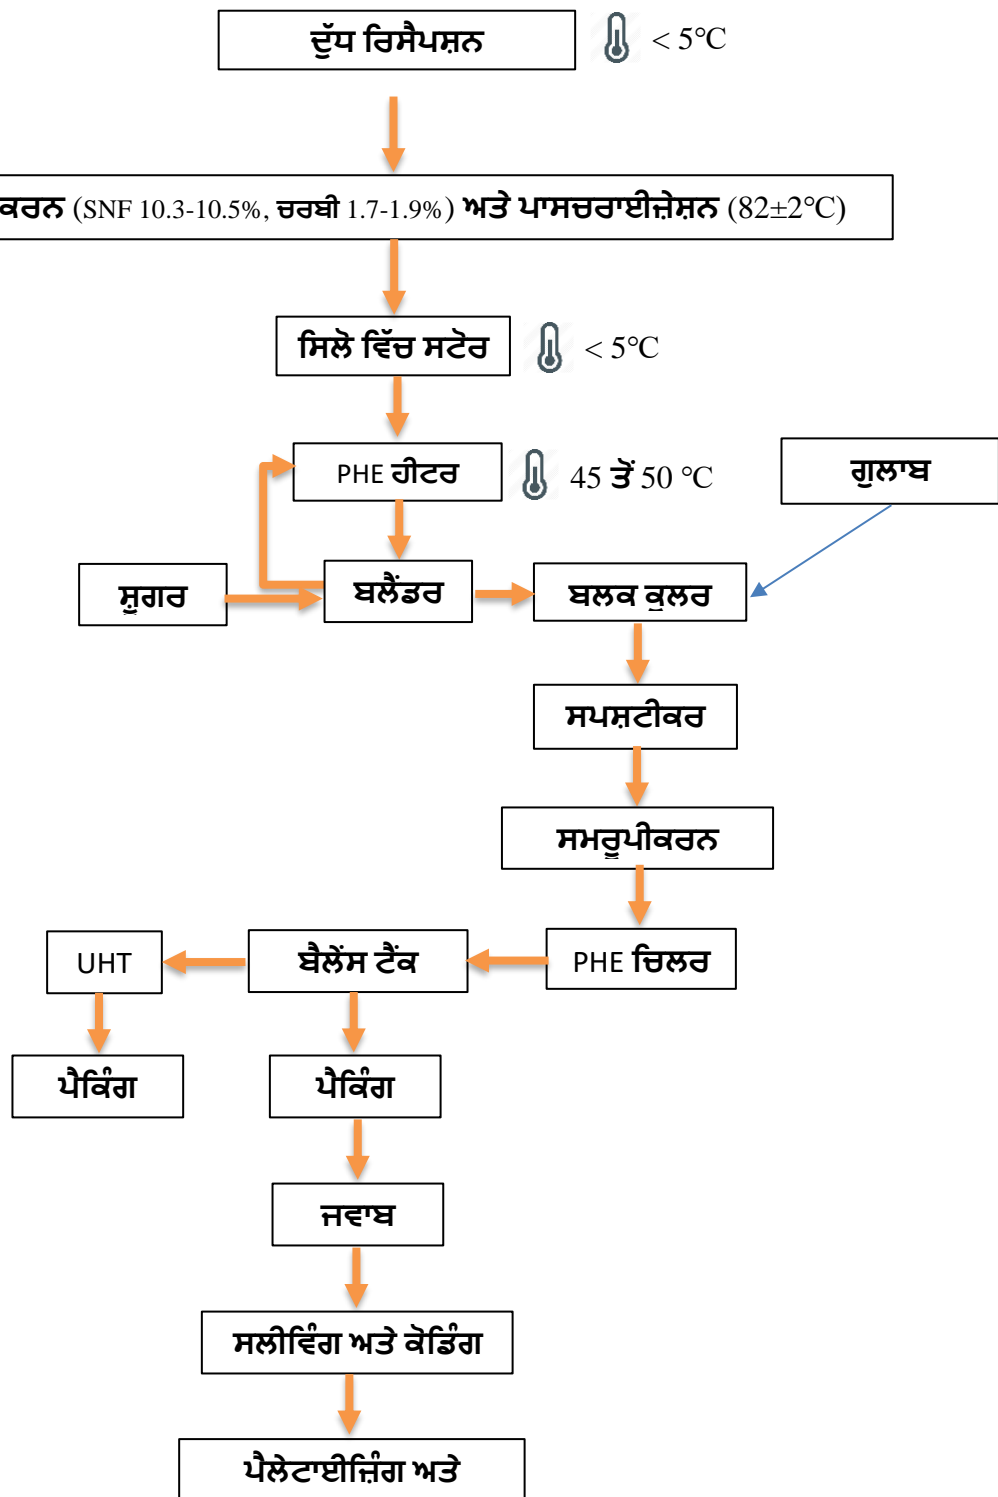 ਦੁੱਧ ਰਿਸੈਪਸ਼ਨ
< 5℃
ਕਰਨ (SNF 10.3-10.5%, ਚਰਬੀ 1.7-1.9%) ਅਤੇ ਪਾਸਚਰਾਈਜ਼ੇਸ਼ਨ (82±2℃)
ਸਿਲੋ ਵਿੱਚ ਸਟੋਰ
< 5℃
PHE ਹੀਟਰ
45 ਤੋਂ 50 ℃
ਗੁਲਾਬ
ਸ਼ੂਗਰ
ਬਲੈਂਡਰ
ਬਲਕ ਕੂਲਰ
ਸਪਸ਼ਟੀਕਰ
ਸਮਰੂਪੀਕਰਨ
UHT
ਬੈਲੇਂਸ ਟੈਂਕ
PHE ਚਿਲਰ
ਪੈਕਿੰਗ
ਪੈਕਿੰਗ
ਜਵਾਬ
ਸਲੀਵਿੰਗ ਅਤੇ ਕੋਡਿੰਗ
ਪੈਲੇਟਾਈਜ਼ਿੰਗ ਅਤੇ